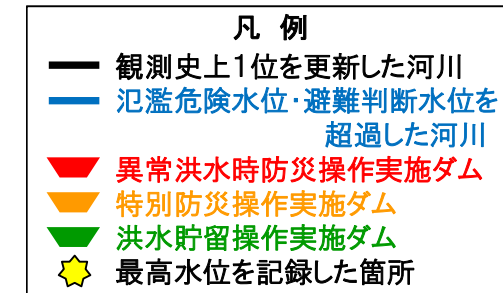 凡 例
観測史上1位を更新した河川
氾濫危険水位・避難判断水位を
超過した河川
異常洪水時防災操作実施ダム
特別防災操作実施ダム
洪水貯留操作実施ダム
最高水位を記録した箇所